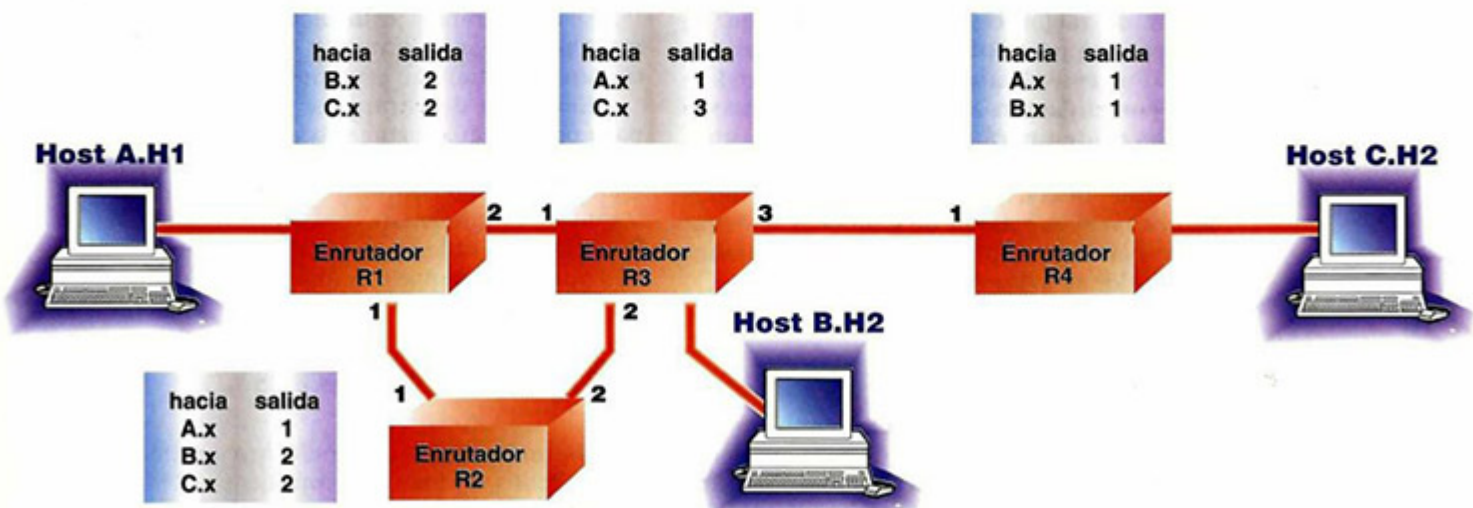 hacia salida
B.x 2
C.x 2
hacia salida
A.x 1
C.x 3
hacia salida
A.x 1
B.x 1
Host A.H1
Host C.H2
2 1
3
1
Enrutador
R1
Enrutador
R3
Enrutador
R4
1
2
Host B.H2
hacia salida
A.x 1
B.x 2
C.x 2
1
2
Enrutador
R2